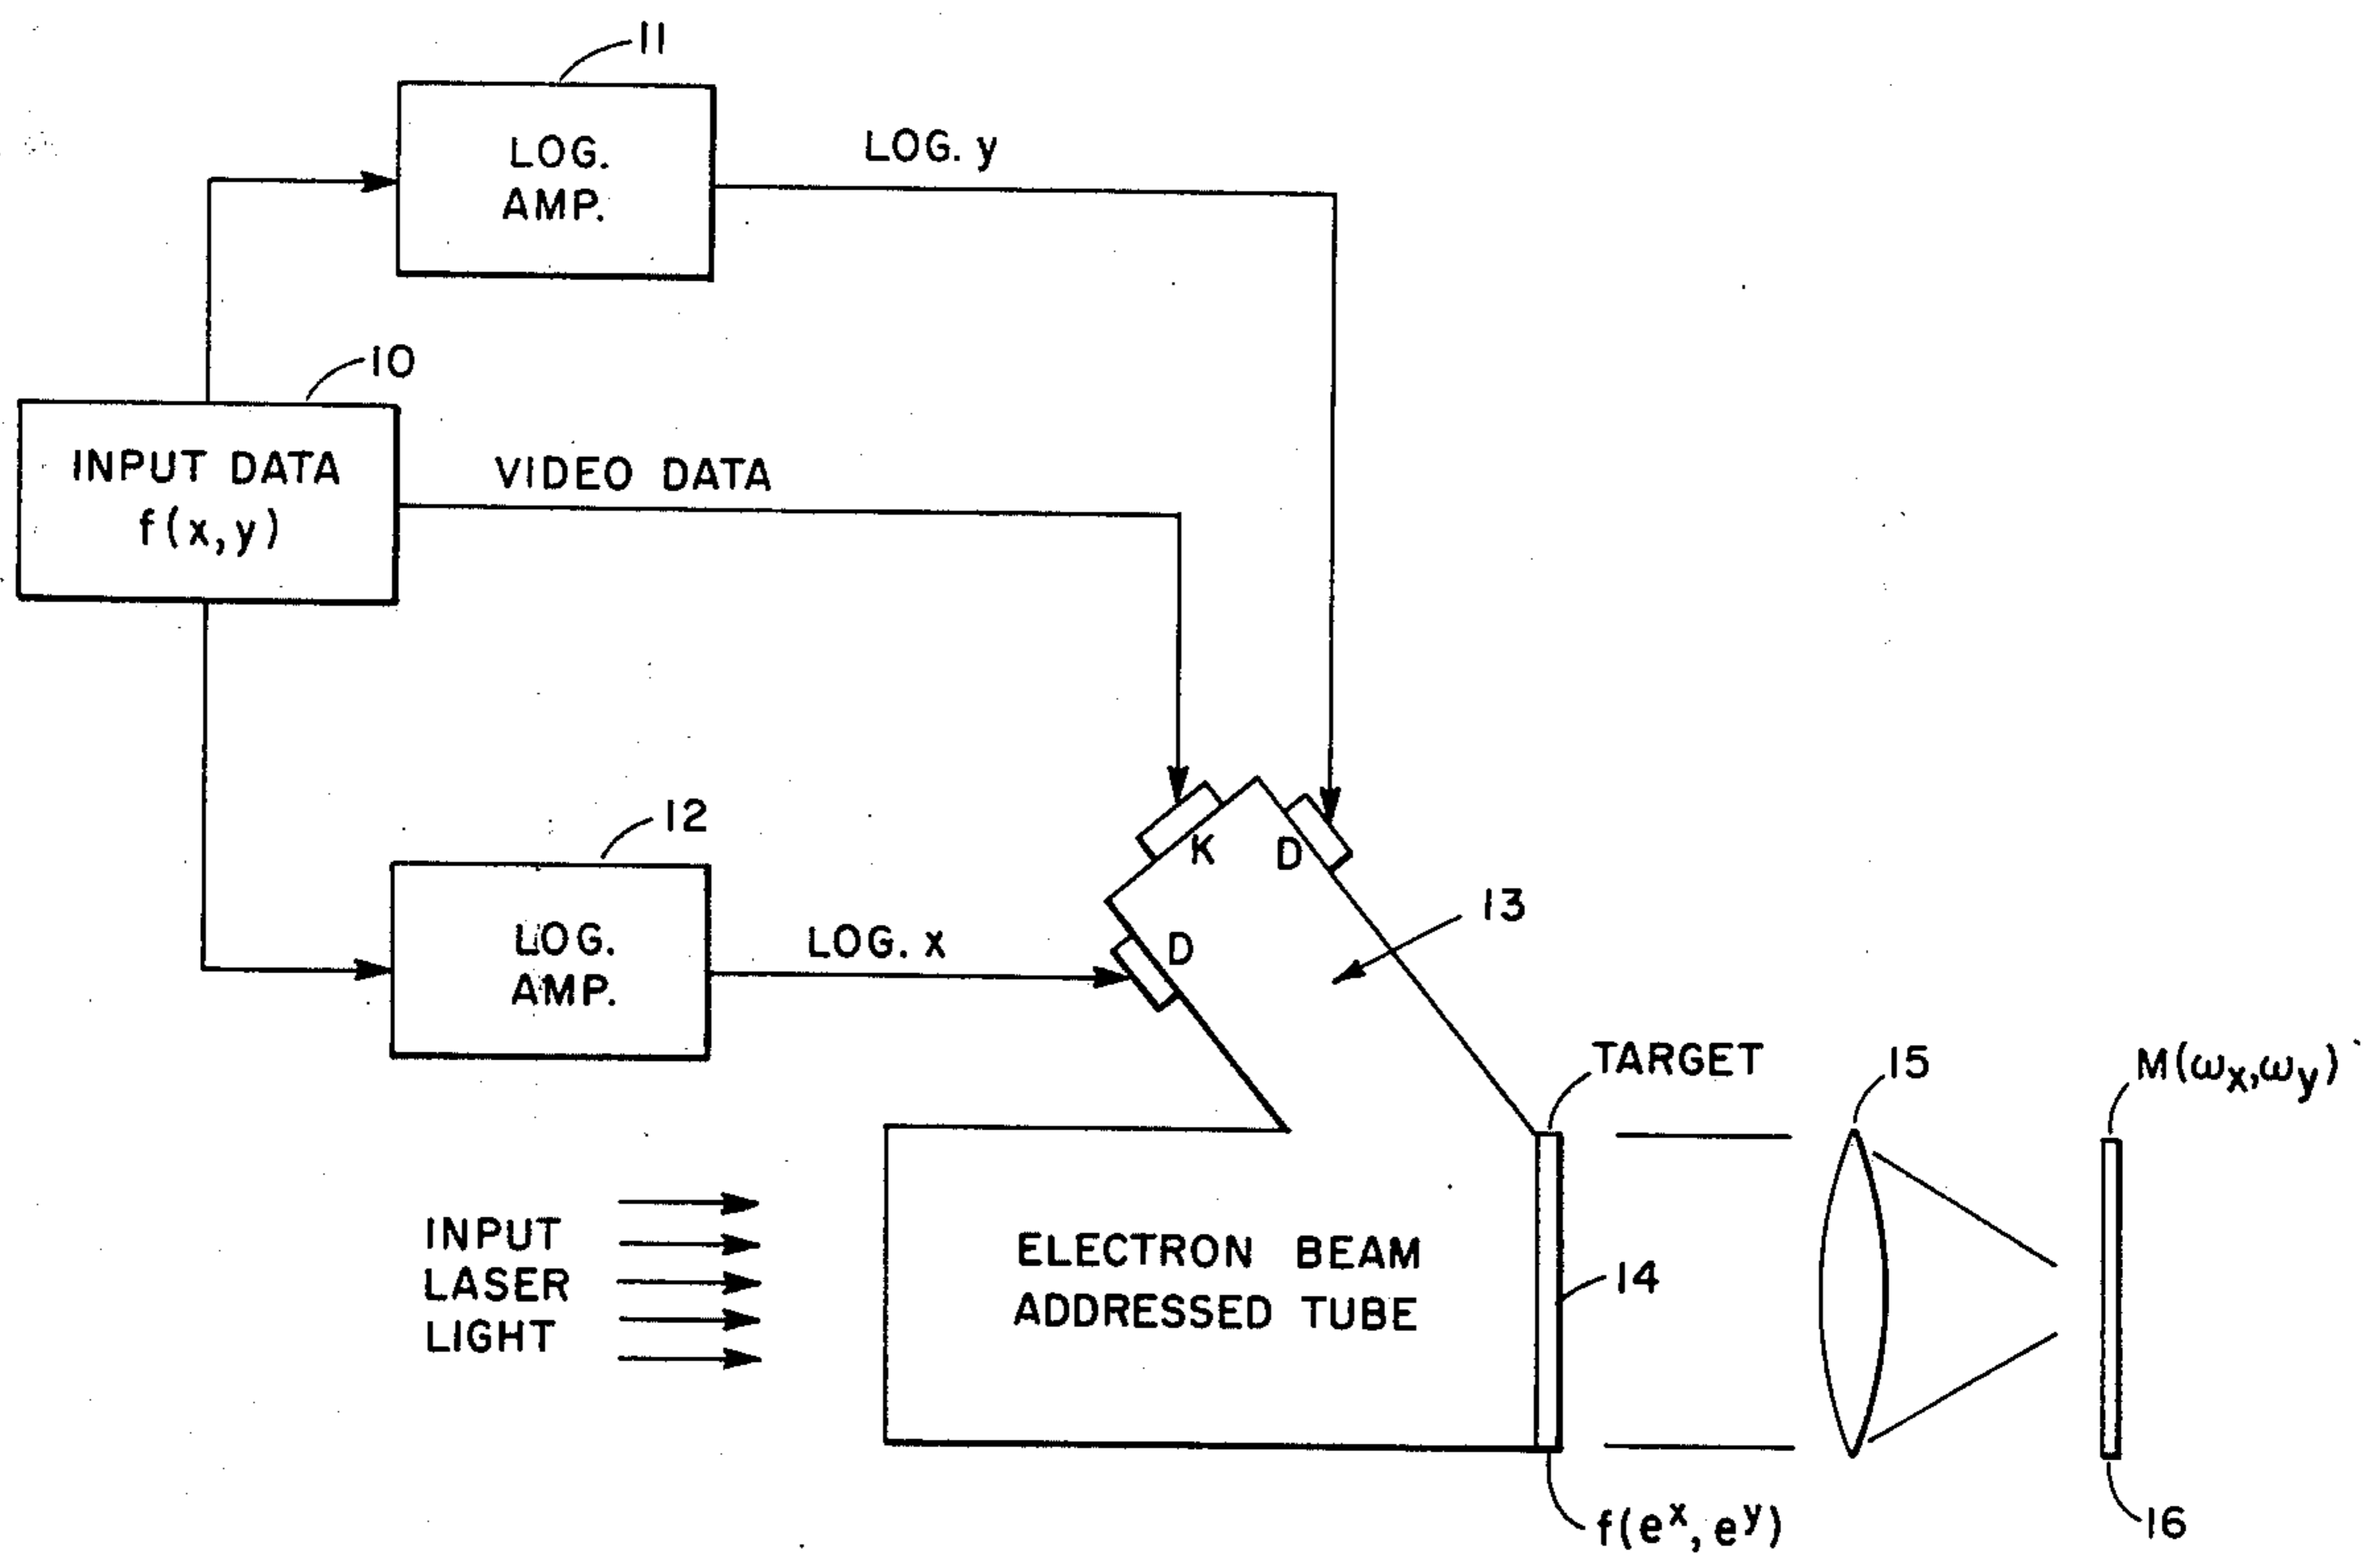 11
LOG.
AMP.
LOG. y
10
INPUT DATA
f(x,y)
VIDEO DATA
12
LOG.
AMP.
LOG. x
K
D
D
13
TARGET
15
M(ωx,ωy)
INPUT
LASER
LIGHT
ELECTRON BEAM
ADDRESSED TUBE
14
f(e^x, e^y)
16